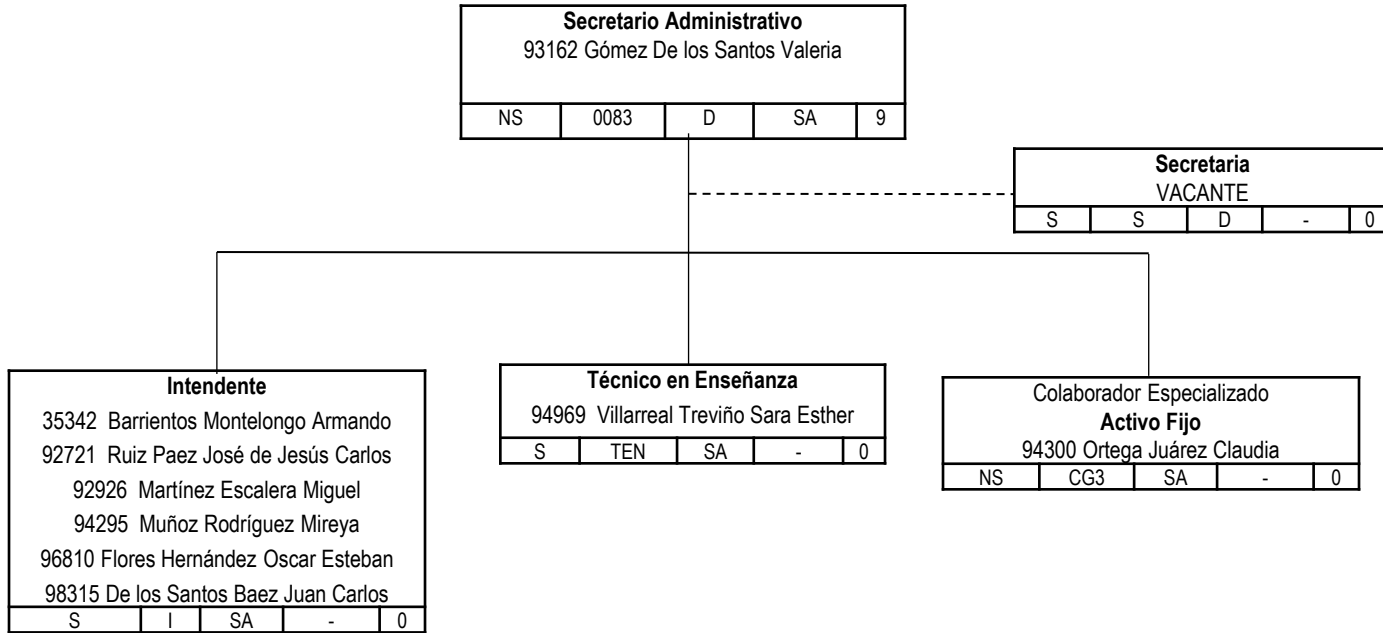 Secretario Administrativo
93162 Gómez De los Santos Valeria
NS 0083 D SA 9
Secretaria
VACANTE
S S D - 0
Intendente
35342 Barrientos Montelongo Armando
92721 Ruiz Paez José de Jesús Carlos
92926 Martínez Escalera Miguel
94295 Muñoz Rodríguez Mireya
96810 Flores Hernández Oscar Esteban
98315 De los Santos Baez Juan Carlos
S I SA - 0
Técnico en Enseñanza
94969 Villarreal Treviño Sara Esther
S TEN SA - 0
Colaborador Especializado
Activo Fijo
94300 Ortega Juárez Claudia
NS CG3 SA - 0